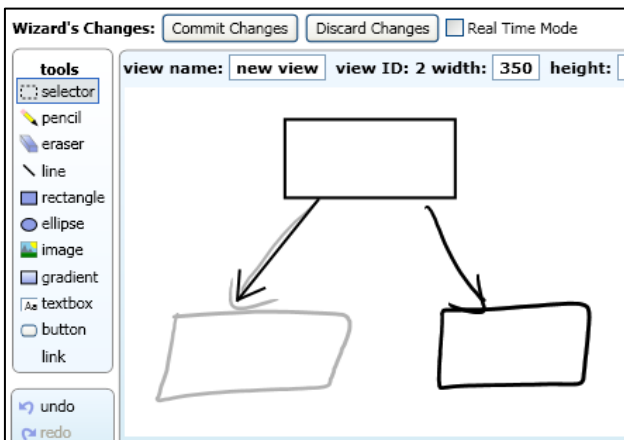 Wizard's Changes: Commit Changes Discard Changes Real Time Mode
tools
selector
pencil
eraser
line
rectangle
ellipse
image
gradient
Aa textbox
button
link
undo
redo
view name: new view view ID: 2 width: 350 height: